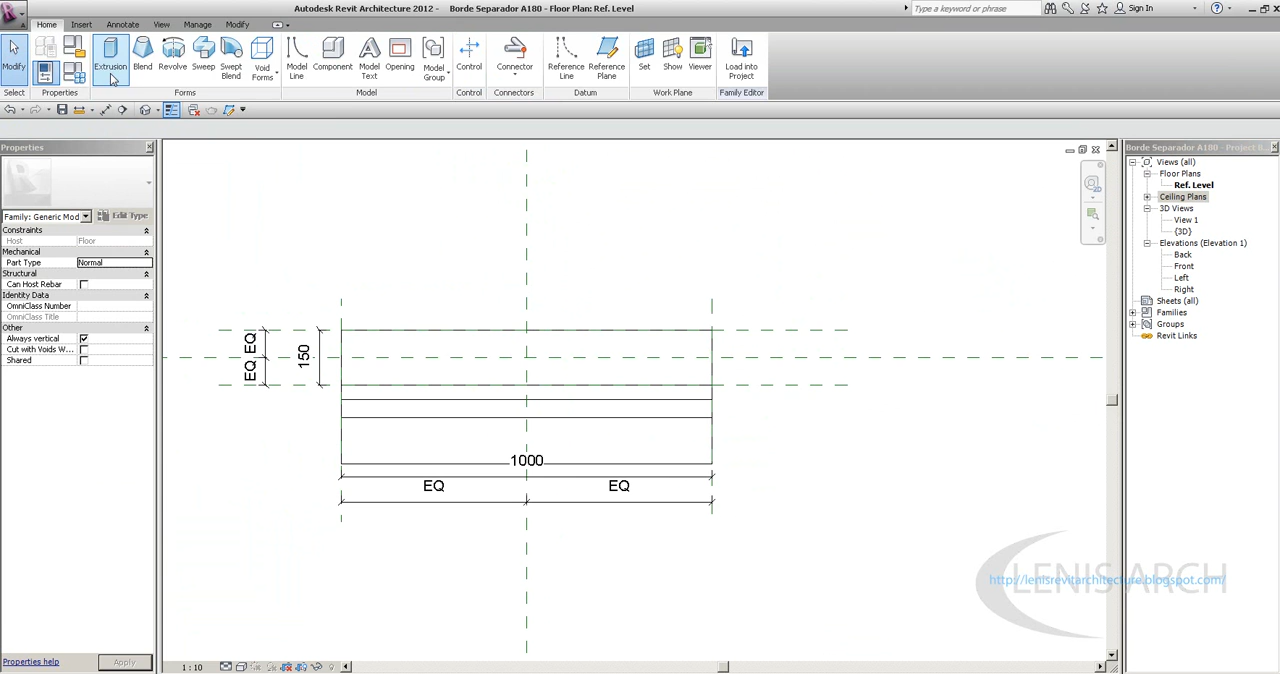 Autodesk Revit Architecture 2012 - Borde Separador A180 - Floor Plan: Ref. Level
Type a keyword or phrase
Sign In
Home Insert Annotate View Manage Modify
Modify
Extrusion
Blend
Revolve
Sweep
Swept Blend
Void Forms
Model Line
Component
Model Text
Opening
Model Group
Control
Connector
Reference Line
Reference Plane
Set
Show
Viewer
Load into Project
Select
Properties
Forms
Model
Control
Connectors
Datum
Work Plane
Family Editor
Properties
Family: Generic Mod
Edit Type
Constraints
Host Floor
Mechanical
Part Type Normal
Structural
Can Host Rebar
Identity Data
OmniClass Number
OmniClass Title
Other
Always vertical
Cut with Voids W...
Shared
Properties help
Apply
EQ
EQ
150
1000
EQ
EQ
2D
1:10
Borde Separador A180 - Project B...
Views (all)
Floor Plans
Ref. Level
Ceiling Plans
3D Views
View 1
{3D}
Elevations (Elevation 1)
Back
Front
Left
Right
Sheets (all)
Families
Groups
Revit Links
LENIS ARCH
http://lenisrevitarchitecture.blogspot.com/